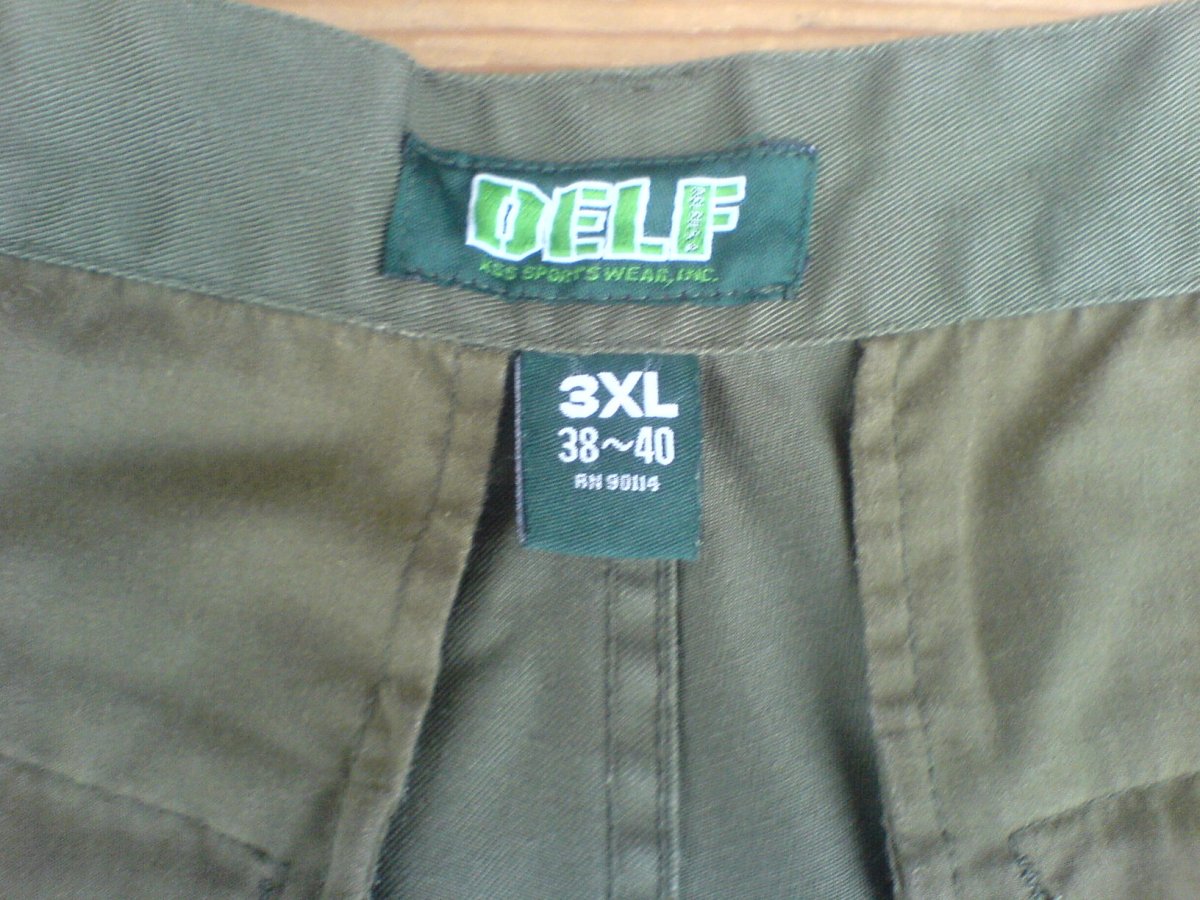 DELF
KSS SPORTS WEAR, INC.
3XL
38~40
RN 90114